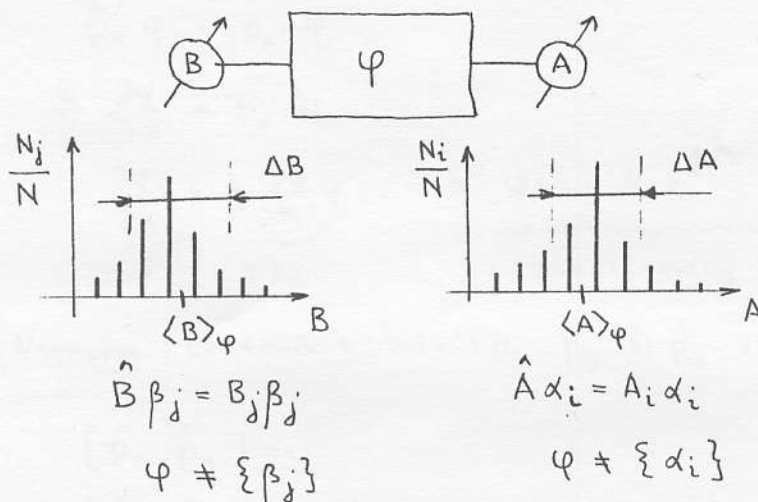 B φ A
N_j/N ΔB
⟨B⟩_φ B
B̂ β_j = B_j β_j
φ ≠ {β_j}
N_i/N ΔA
⟨A⟩_φ A
Â α_i = A_i α_i
φ ≠ {α_i}